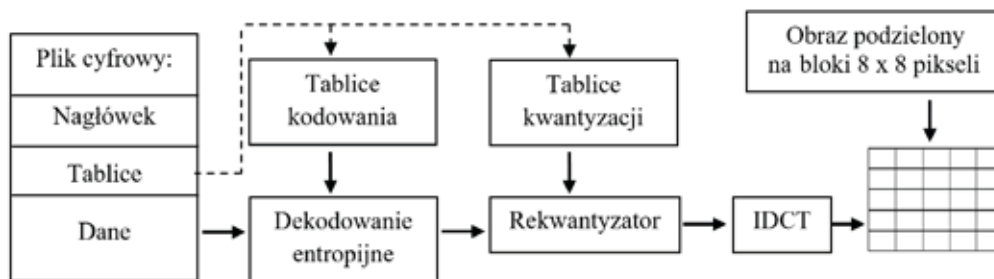 Plik cyfrowy:
Nagłówek
Tablice
Dane
Tablice
kodowania
Dekodowanie
entropijne
Tablice
kwantyzacji
Rekwantyzator
IDCT
Obraz podzielony
na bloki 8 x 8 pikseli